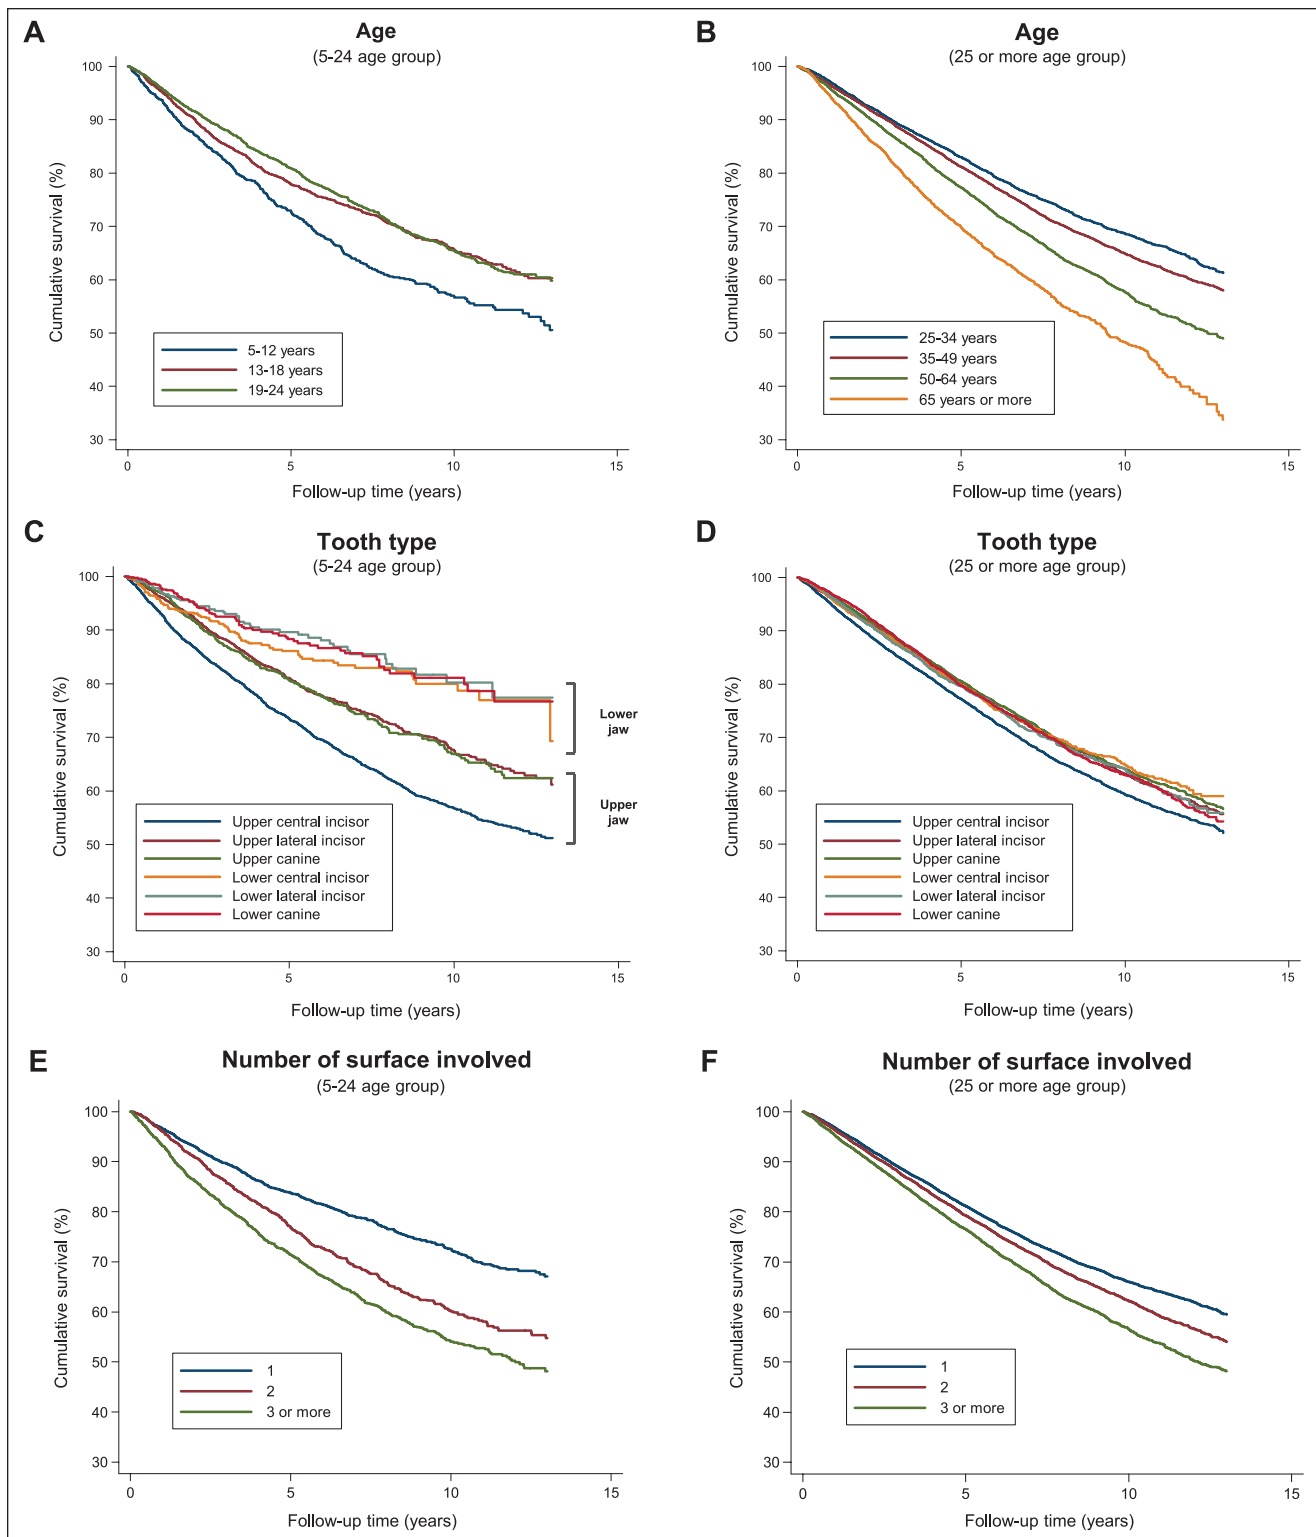 A
Age
(5-24 age group)
Cumulative survival (%)
100
90
80
70
60
50
40
30
5-12 years
13-18 years
19-24 years
0
5
10
15
Follow-up time (years)
B
Age
(25 or more age group)
Cumulative survival (%)
100
90
80
70
60
50
40
30
25-34 years
35-49 years
50-64 years
65 years or more
0
5
10
15
Follow-up time (years)
C
Tooth type
(5-24 age group)
Cumulative survival (%)
100
90
80
70
60
50
40
30
Lower
jaw
Upper
jaw
Upper central incisor
Upper lateral incisor
Upper canine
Lower central incisor
Lower lateral incisor
Lower canine
0
5
10
15
Follow-up time (years)
D
Tooth type
(25 or more age group)
Cumulative survival (%)
100
90
80
70
60
50
40
30
Upper central incisor
Upper lateral incisor
Upper canine
Lower central incisor
Lower lateral incisor
Lower canine
0
5
10
15
Follow-up time (years)
E
Number of surface involved
(5-24 age group)
Cumulative survival (%)
100
90
80
70
60
50
40
30
1
2
3 or more
0
5
10
15
Follow-up time (years)
F
Number of surface involved
(25 or more age group)
Cumulative survival (%)
100
90
80
70
60
50
40
30
1
2
3 or more
0
5
10
15
Follow-up time (years)